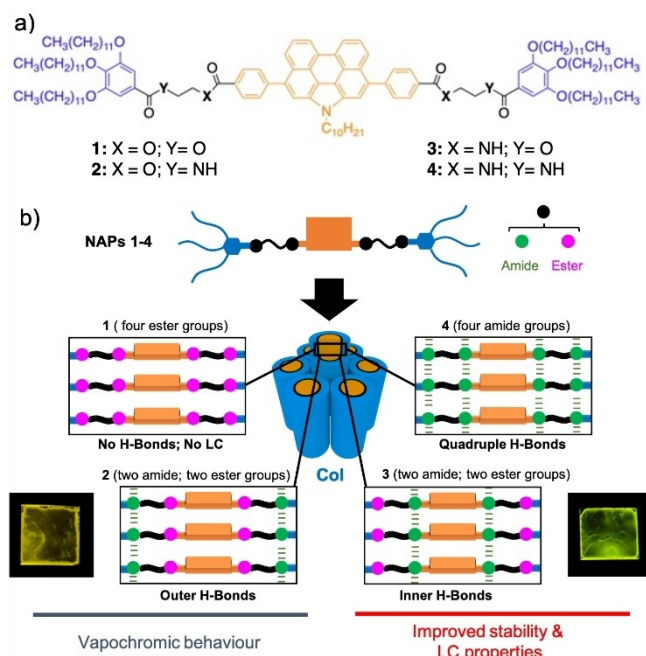 a)
CH₃(CH₂)₁₁O
CH₃(CH₂)₁₁O
CH₃(CH₂)₁₁O
O
Y
X
O
N
C₁₀H₂₁
O
X
Y
O
O(CH₂)₁₁CH₃
O(CH₂)₁₁CH₃
O(CH₂)₁₁CH₃
1: X = O; Y= O
2: X = O; Y = NH
3: X = NH; Y = O
4: X = NH; Y = NH
b)
NAPs 1-4
Amide
Ester
1 ( four ester groups)
No H-Bonds; No LC
4 (four amide groups)
Quadruple H-Bonds
Col
2 (two amide; two ester groups)
Outer H-Bonds
3 (two amide; two ester groups)
Inner H-Bonds
Vapochromic behaviour
Improved stability &
LC properties